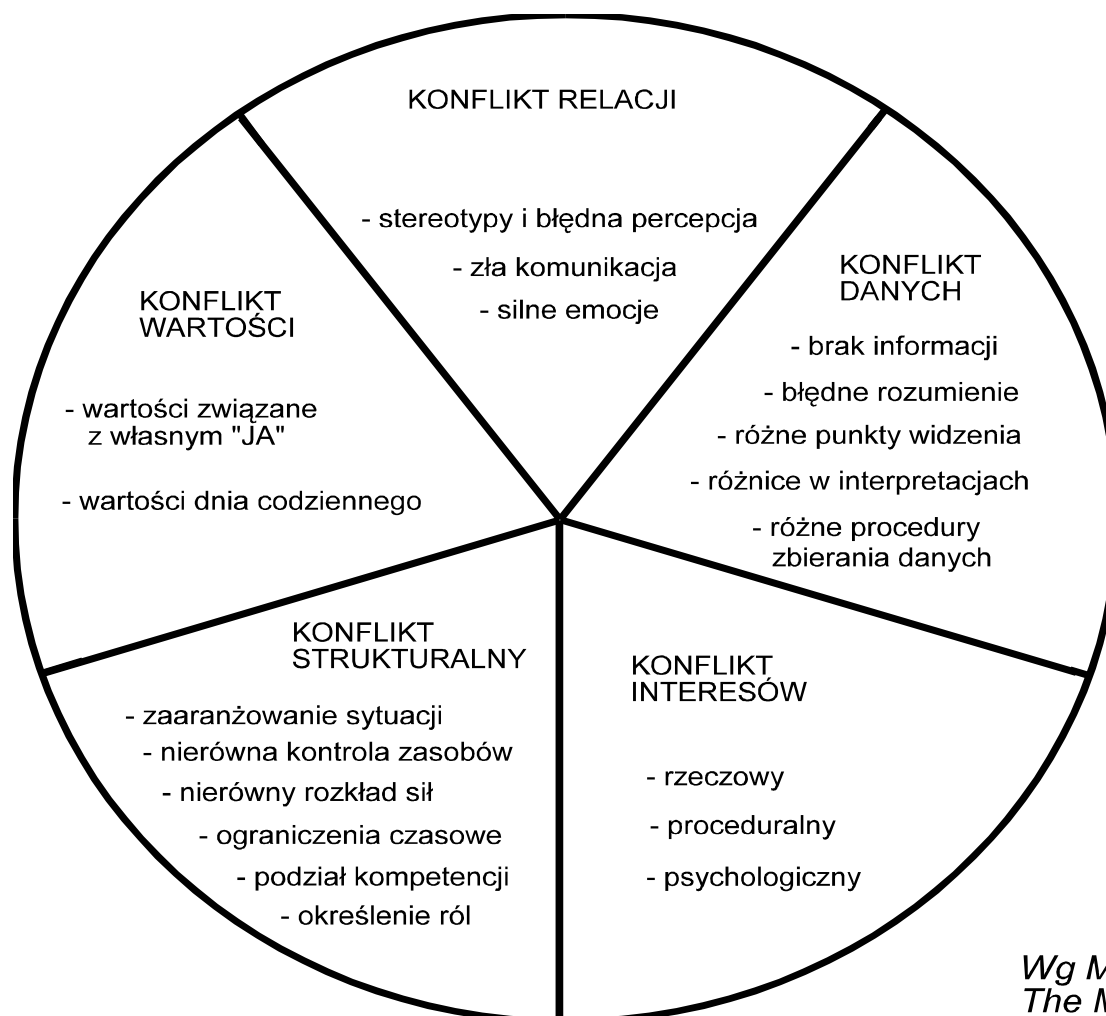 KONFLIKT RELACJI
- stereotypy i błędna percepcja
- zła komunikacja
- silne emocje
KONFLIKT
DANYCH
- brak informacji
- błędne rozumienie
- różne punkty widzenia
- różnice w interpretacjach
- różne procedury
zbierania danych
KONFLIKT
WARTOŚCI
- wartości związane
z własnym "JA"
- wartości dnia codziennego
KONFLIKT
STRUKTURALNY
- zaaranżowanie sytuacji
- nierówna kontrola zasobów
- nierówny rozkład sił
- ograniczenia czasowe
- podział kompetencji
- określenie ról
KONFLIKT
INTERESÓW
- rzeczowy
- proceduralny
- psychologiczny
Wg
The